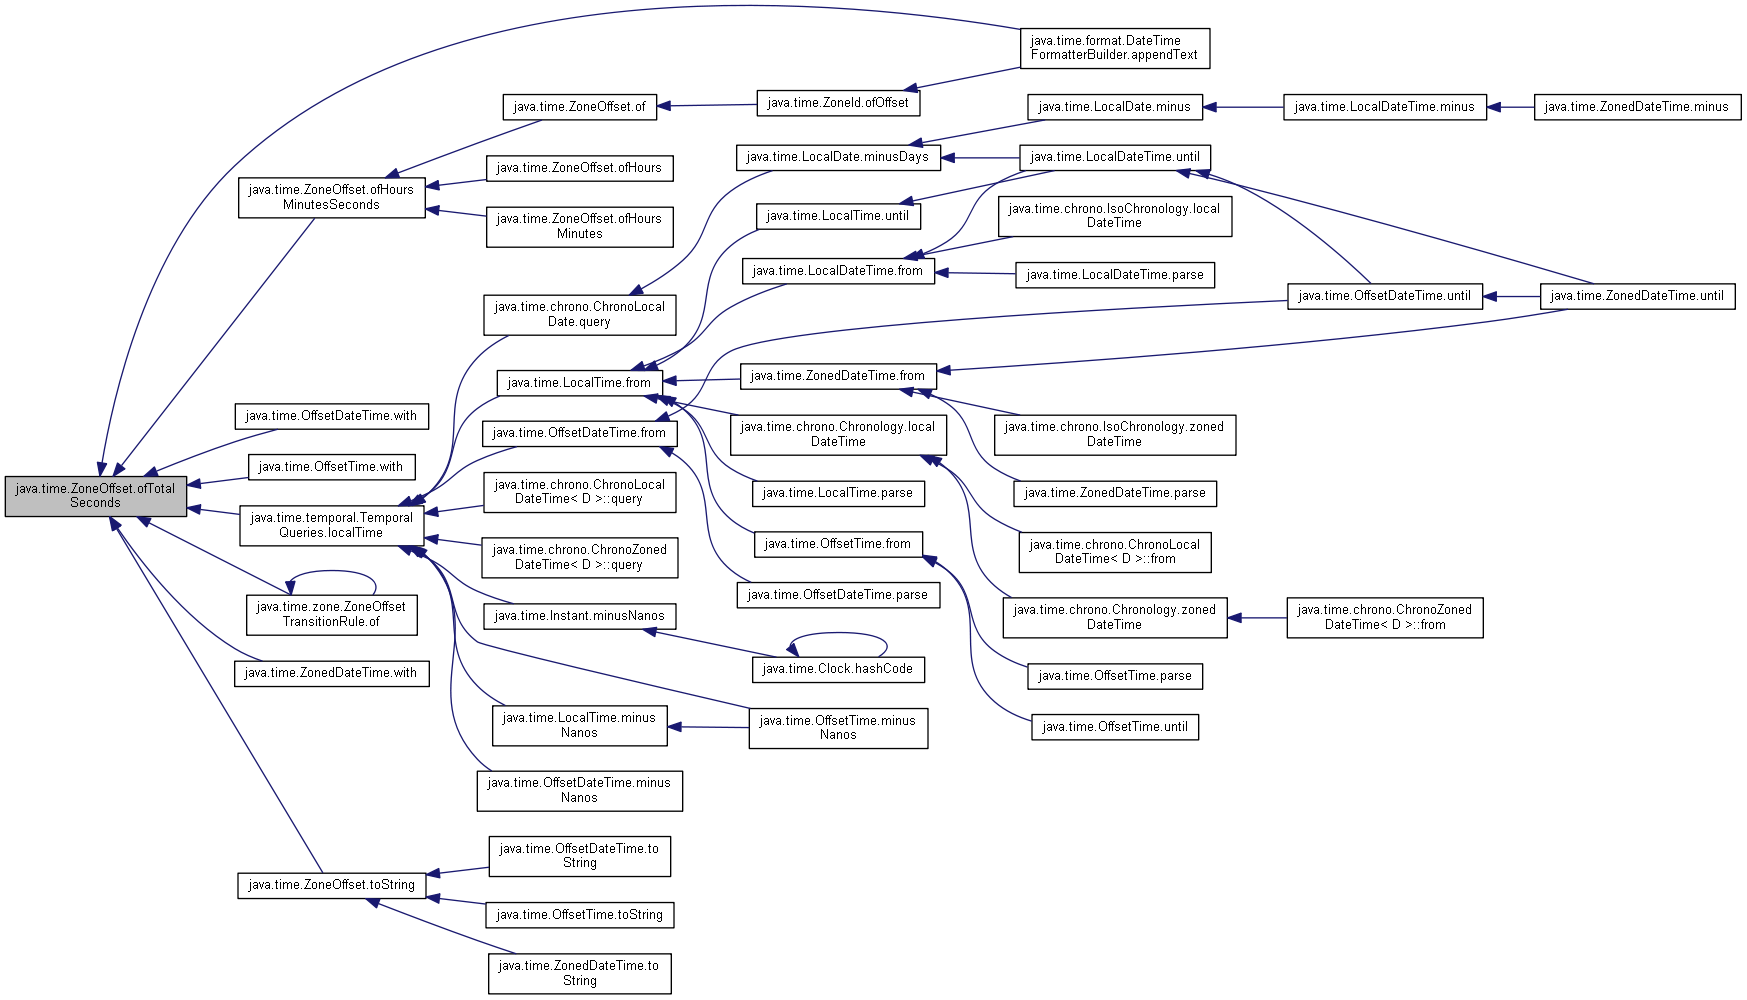 java.time.format.DateTime
FormatterBuilder.appendText
java.time.ZoneOffset.of
java.time.ZoneId.ofOffset
java.time.LocalDate.minus
java.time.LocalDateTime.minus
java.time.ZonedDateTime.minus
java.time.ZoneOffset.ofHours
java.time.LocalDate.minusDays
java.time.LocalDateTime.until
java.time.ZoneOffset.ofHours
MinutesSeconds
java.time.ZoneOffset.ofHours
Minutes
java.time.LocalTime.until
java.time.chrono.IsoChronology.local
DateTime
java.time.LocalDateTime.from
java.time.LocalDateTime.parse
java.time.OffsetDateTime.until
java.time.ZonedDateTime.until
java.time.chrono.ChronoLocal
Date.query
java.time.LocalTime.from
java.time.ZonedDateTime.from
java.time.OffsetDateTime.with
java.time.OffsetDateTime.from
java.time.chrono.Chronology.local
DateTime
java.time.chrono.IsoChronology.zoned
DateTime
java.time.OffsetTime.with
java.time.ZoneOffset.ofTotal
Seconds
java.time.chrono.ChronoLocal
DateTime< D >::query
java.time.LocalTime.parse
java.time.ZonedDateTime.parse
java.time.temporal.Temporal
Queries.localTime
java.time.chrono.ChronoZoned
DateTime< D >::query
java.time.OffsetTime.from
java.time.chrono.ChronoLocal
DateTime< D >::from
java.time.OffsetDateTime.parse
java.time.zone.ZoneOffset
TransitionRule.of
java.time.Instant.minusNanos
java.time.chrono.Chronology.zoned
DateTime
java.time.chrono.ChronoZoned
DateTime< D >::from
java.time.ZonedDateTime.with
java.time.Clock.hashCode
java.time.OffsetTime.parse
java.time.LocalTime.minus
Nanos
java.time.OffsetTime.minus
Nanos
java.time.OffsetTime.until
java.time.OffsetDateTime.minus
Nanos
java.time.OffsetDateTime.to
String
java.time.ZoneOffset.toString
java.time.OffsetTime.toString
java.time.ZonedDateTime.to
String